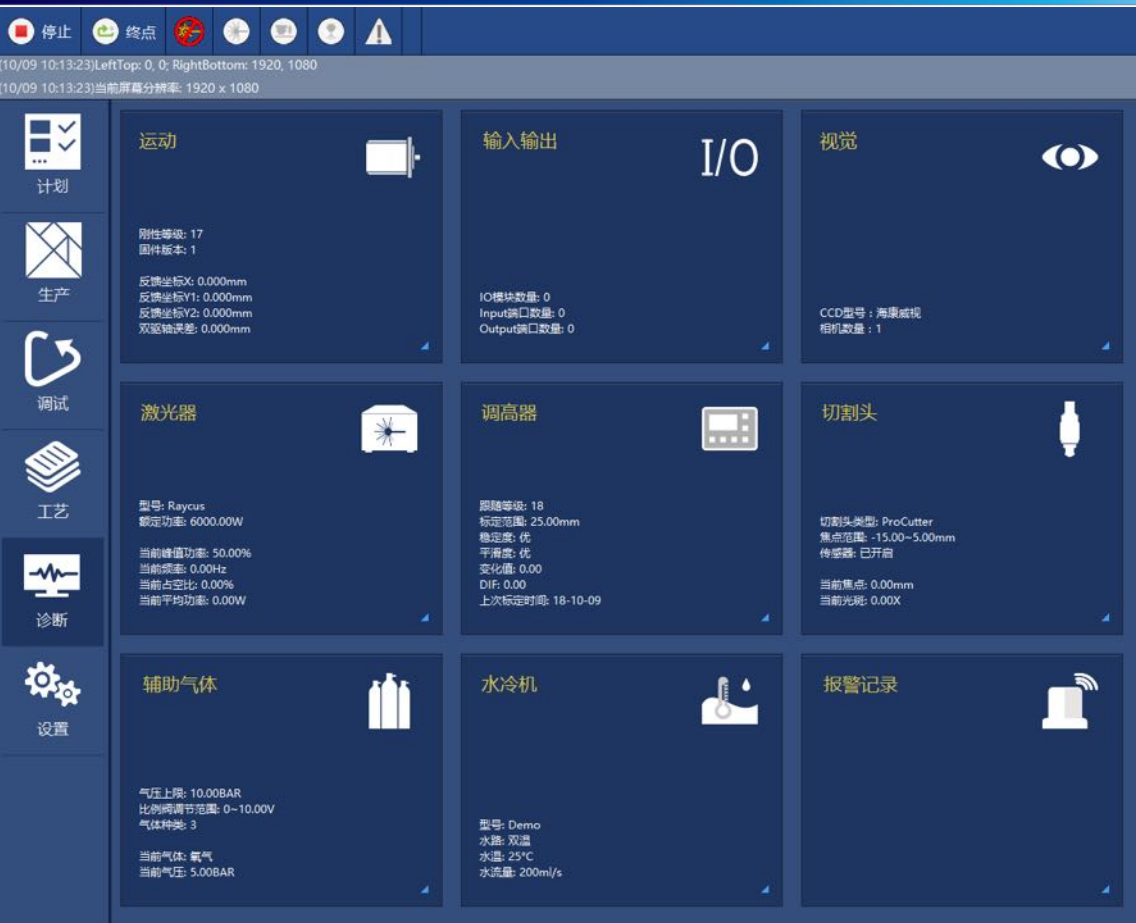 停止
终点
(10/09 10:13:23)LeftTop: 0, 0; RightBottom: 1920, 1080
(10/09 10:13:23)当前屏幕分辨率: 1920 x 1080
计划
生产
调试
工艺
诊断
设置
运动
刚性等级: 17
固件版本: 1
反馈坐标X: 0.000mm
反馈坐标Y1: 0.000mm
反馈坐标Y2: 0.000mm
双驱轴误差: 0.000mm
输入输出
I/O
IO模块数量: 0
Input端口数量: 0
Output端口数量: 0
视觉
CCD型号：海康威视
相机数量：1
激光器
型号: Raycus
额定功率: 6000.00W
当前峰值功率: 50.00%
当前频率: 0.00Hz
当前占空比: 0.00%
当前平均功率: 0.00W
调高器
跟随等级: 18
标定范围: 25.00mm
稳定度: 优
平滑度: 优
变化值: 0.00
DIF: 0.00
上次标定时间: 18-10-09
切割头
切割头类型: ProCutter
焦点范围: -15.00~5.00mm
传感器: 已开启
当前焦点: 0.00mm
当前光斑: 0.00X
辅助气体
气压上限: 10.00BAR
比例阀调节范围: 0~10.00V
气体种类: 3
当前气体: 氧气
当前气压: 5.00BAR
水冷机
型号: Demo
水路: 双温
水温: 25°C
水流量: 200ml/s
报警记录